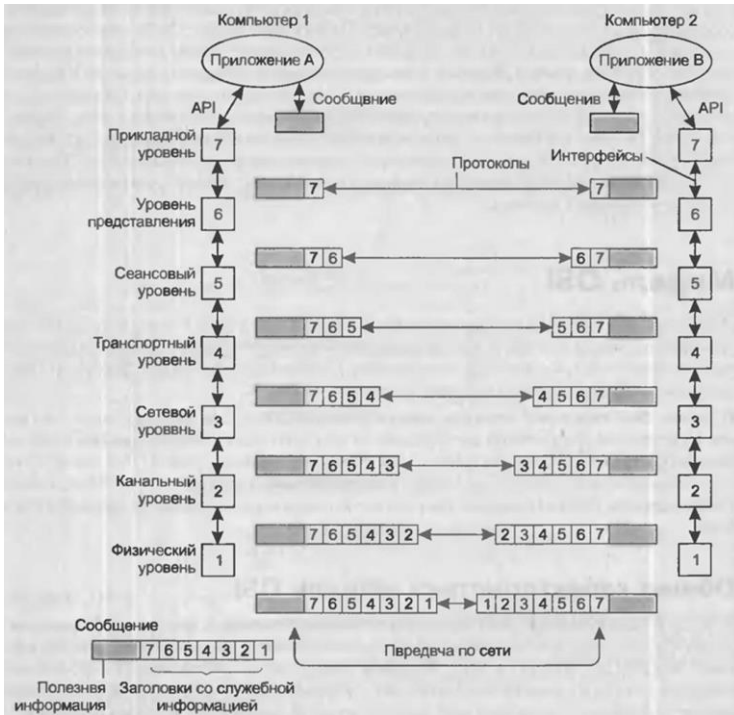 Компьютер 1
Компьютер 2
Приложение A
Приложение B
API
Сообщвние
Сообщения
API
Прикладной
уровень
7
7
Протоколы
Интерфейсы
7
7
Уровень
представления
6
6
7 6
6 7
Сеансовый
уровень
5
5
7 6 5
5 6 7
Транспортный
уровень
4
4
7 6 5 4
4 5 6 7
Сетевой
уроввнь
3
3
7 6 5 4 3
3 4 5 6 7
Канальный
уровень
2
2
7 6 5 4 3 2
2 3 4 5 6 7
Физический
уровень
1
1
7 6 5 4 3 2 1
1 2 3 4 5 6 7
Сообщение
7 6 5 4 3 2 1
Пвредача по сети
Полезная
информация
Заголовки со служебной
информацией